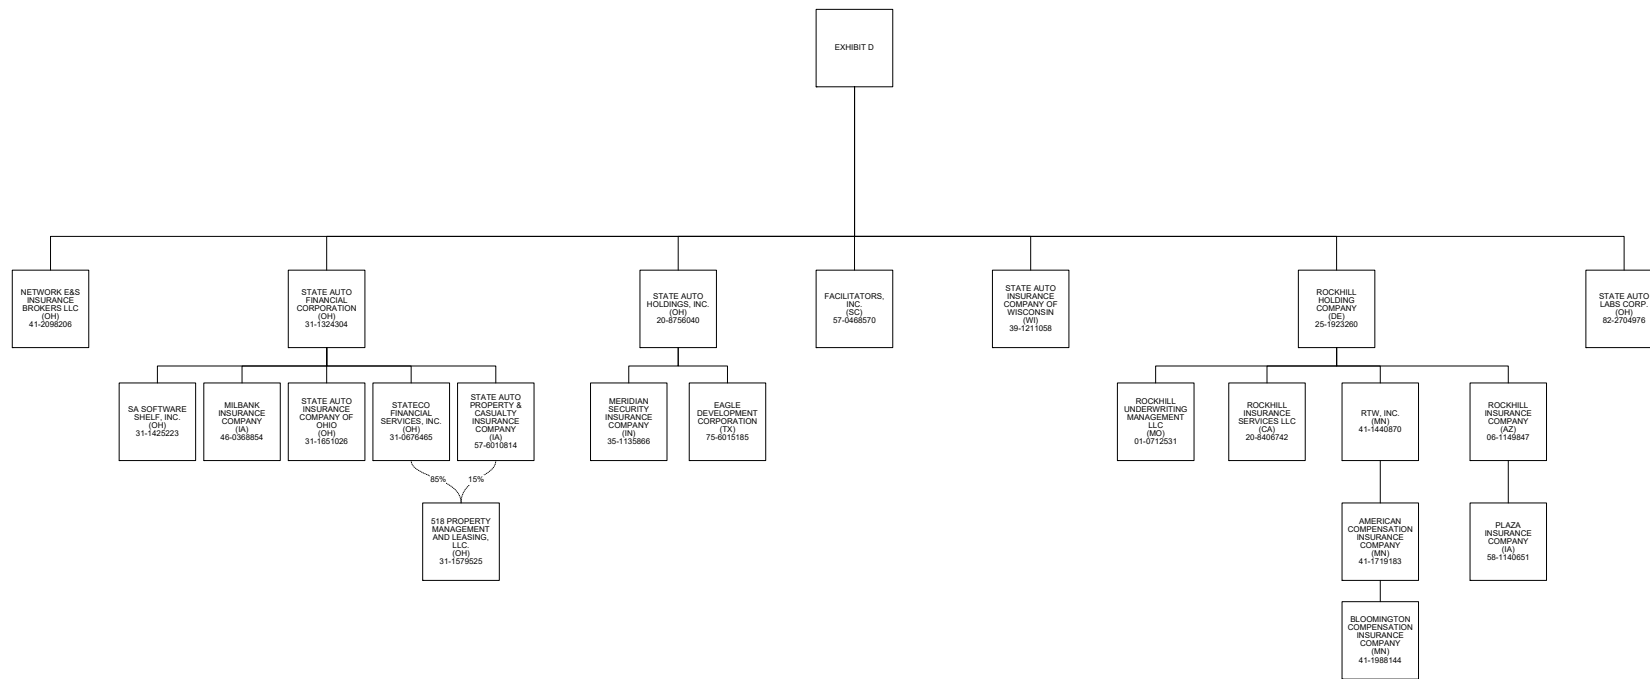 EXHIBIT D
NETWORK E&S
INSURANCE
BROKERS LLC
(OH)
41-2098206
STATE AUTO
FINANCIAL
CORPORATION
(OH)
31-1324304
STATE AUTO
HOLDINGS, INC.
(OH)
20-8756040
FACILITATORS,
INC.
(SC)
57-0468570
STATE AUTO
INSURANCE
COMPANY OF
WISCONSIN
(WI)
39-1211058
ROCKHILL
HOLDING
COMPANY
(DE)
25-1923260
STATE AUTO
LABS CORP.
(OH)
82-2704976
SA SOFTWARE
SHELF, INC.
(OH)
31-1425223
MILBANK
INSURANCE
COMPANY
(IA)
46-0368854
STATE AUTO
INSURANCE
COMPANY OF
OHIO
(OH)
31-1651026
STATECO
FINANCIAL
SERVICES, INC.
(OH)
31-0676465
STATE AUTO
PROPERTY &
CASUALTY
INSURANCE
COMPANY
(IA)
57-6010814
MERIDIAN
SECURITY
INSURANCE
COMPANY
(IN)
35-1135866
EAGLE
DEVELOPMENT
CORPORATION
(TX)
75-6015185
ROCKHILL
UNDERWRITING
MANAGEMENT
LLC
(MO)
01-0712531
ROCKHILL
INSURANCE
SERVICES LLC
(CA)
20-8406742
RTW, INC.
(MN)
41-1440870
ROCKHILL
INSURANCE
COMPANY
(AZ)
06-1149847
85%
15%
518 PROPERTY
MANAGEMENT
AND LEASING,
LLC.
(OH)
31-1579525
AMERICAN
COMPENSATION
INSURANCE
COMPANY
(MN)
41-1719183
PLAZA
INSURANCE
COMPANY
(IA)
58-1140651
BLOOMINGTON
COMPENSATION
INSURANCE
COMPANY
(MN)
41-1988144